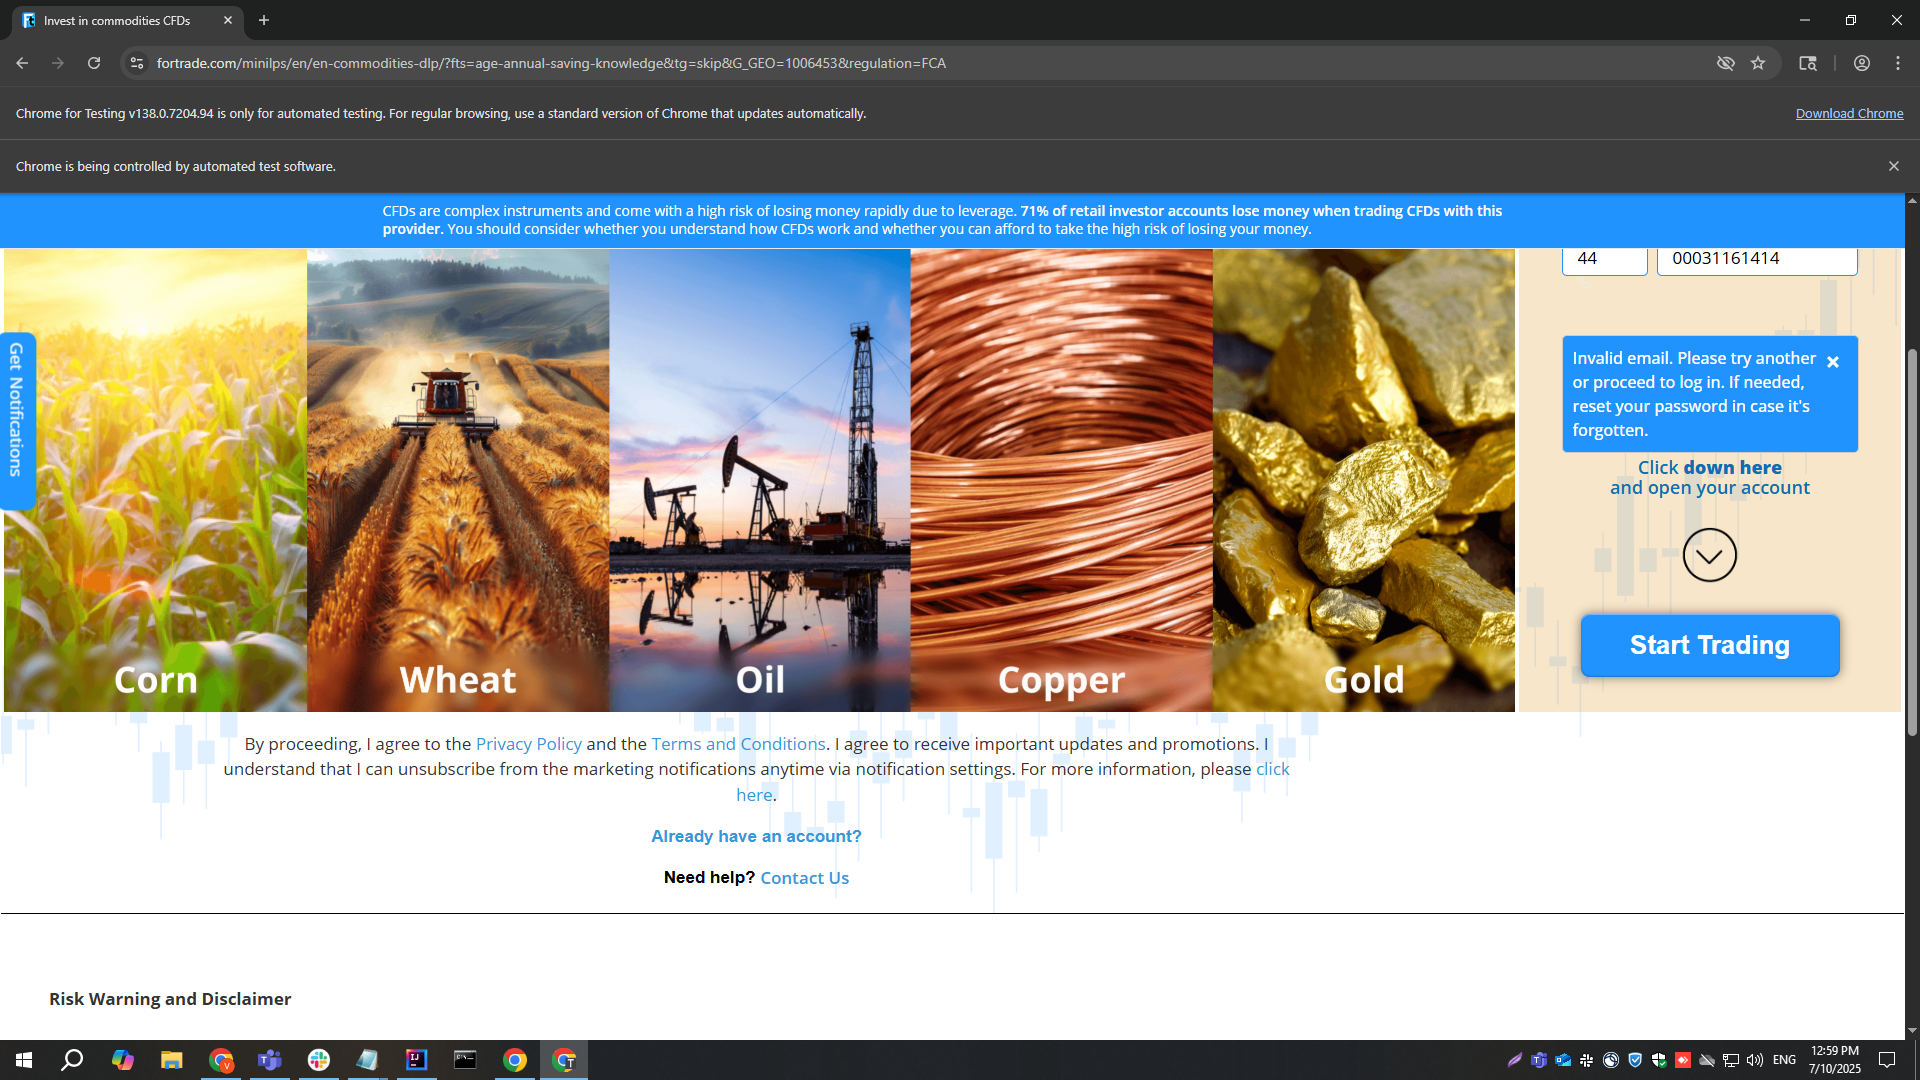 Invest in commodities CFDs
fortrade.com/minilps/en/en-commodities-dlp/?fts=age-annual-saving-knowledge&tg=skip&G_GEO=1006453&regulation=FCA
Chrome for Testing v138.0.7204.94 is only for automated testing. For regular browsing, use a standard version of Chrome that updates automatically.
Download Chrome
Chrome is being controlled by automated test software.
CFDs are complex instruments and come with a high risk of losing money rapidly due to leverage. 71% of retail investor accounts lose money when trading CFDs with this
provider. You should consider whether you understand how CFDs work and whether you can afford to take the high risk of losing your money.
44
00031161414
Get Notifications
Invalid email. Please try another
or proceed to log in. If needed,
reset your password in case it's
forgotten.
Click down here
and open your account
Start Trading
Corn
Wheat
Oil
Copper
Gold
By proceeding, I agree to the Privacy Policy and the Terms and Conditions. I agree to receive important updates and promotions. I
understand that I can unsubscribe from the marketing notifications anytime via notification settings. For more information, please click
here.
Already have an account?
Need help? Contact Us
Risk Warning and Disclaimer
ENG
12:59 PM
7/10/2025